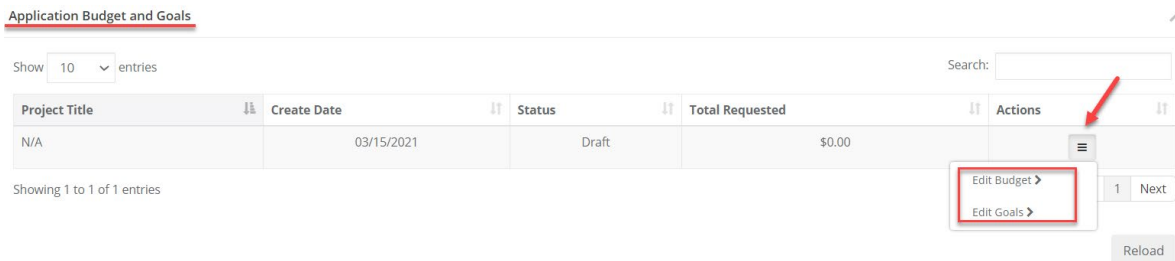 Application Budget and Goals
Show 10 entries Search:
Project Title Create Date Status Total Requested Actions
N/A 03/15/2021 Draft $0.00
Edit Budget
Showing 1 to 1 of 1 entries 1 Next
Edit Goals
Reload